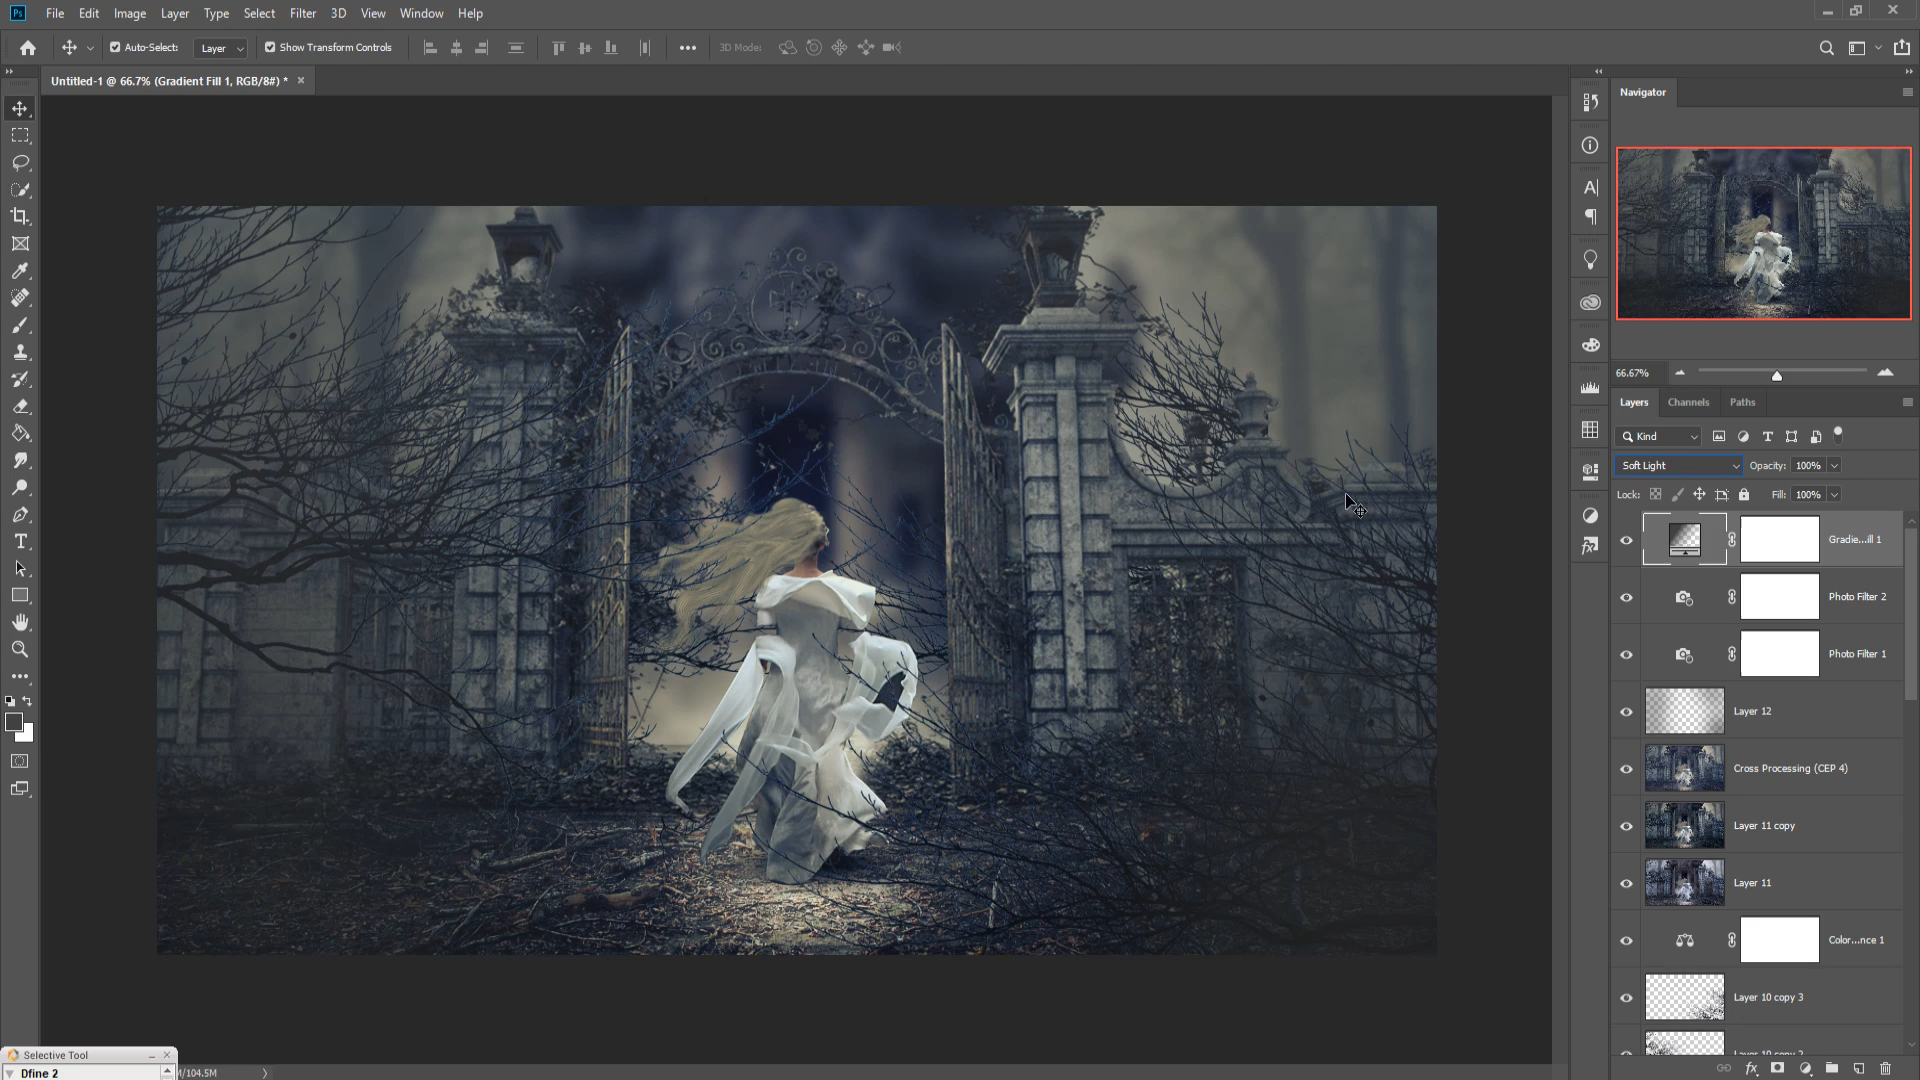 Ps File Edit Image Layer Type Select Filter 3D View Window Help
Auto-Select: Layer Show Transform Controls 3D Mode:
Untitled-1 @ 66.7% (Gradient Fill 1, RGB/8#) *
Navigator
66.67%
Layers Channels Paths
Kind
Soft Light Opacity: 100%
Lock: Fill: 100%
Gradie...ill 1
Photo Filter 2
Photo Filter 1
Layer 12
Cross Processing (CEP 4)
Layer 11 copy
Layer 11
Color...nce 1
Layer 10 copy 3
Selective Tool
Dfine 2
/104.5M